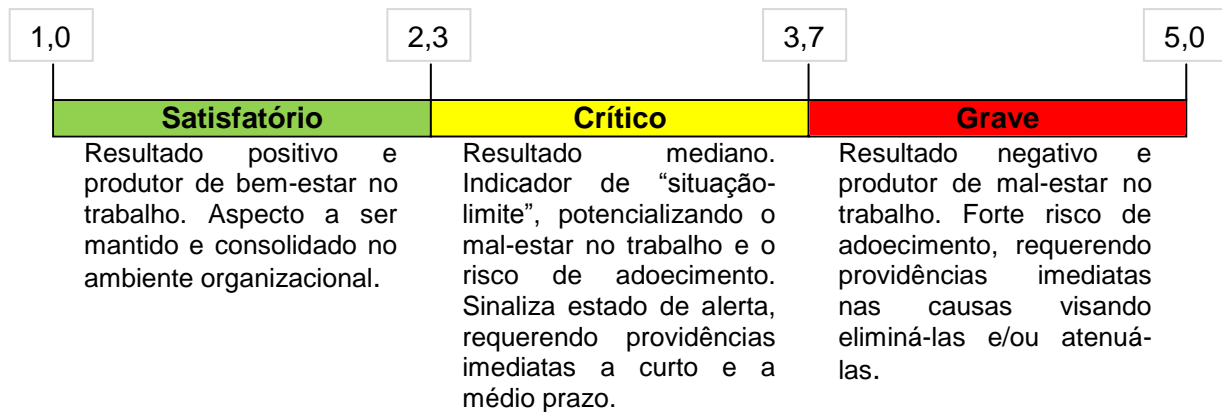 1,0 2,3 3,7 5,0
Satisfatório Crítico Grave
Resultado positivo e
produtor de bem-estar no
trabalho. Aspecto a ser
mantido e consolidado no
ambiente organizacional.
Resultado mediano.
Indicador de “situação-
limite”, potencializando o
mal-estar no trabalho e o
risco de adoecimento.
Sinaliza estado de alerta,
requerendo providências
imediatas a curto e a
médio prazo.
Resultado negativo e
produtor de mal-estar no
trabalho. Forte risco de
adoecimento, requerendo
providências imediatas
nas causas visando
eliminá-las e/ou atenuá-
las.